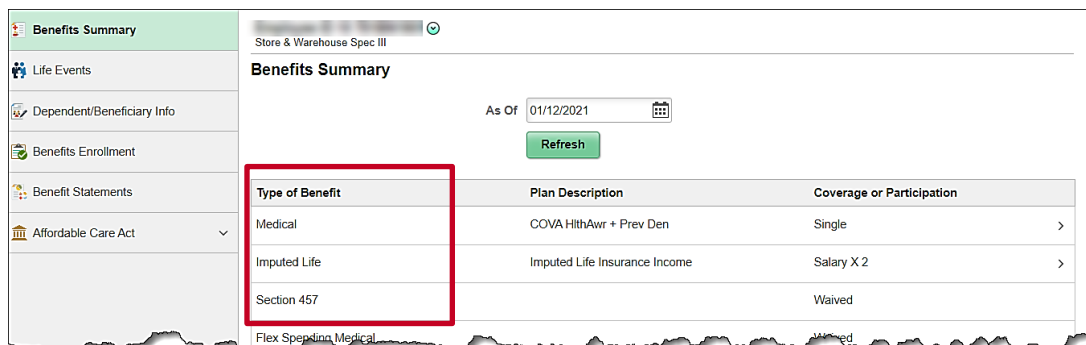 Benefits Summary
Life Events
Dependent/Beneficiary Info
Benefits Enrollment
Benefit Statements
Affordable Care Act
Store & Warehouse Spec III
Benefits Summary
As Of 01/12/2021
Refresh
Type of Benefit Plan Description Coverage or Participation
Medical COVA HlthAwr + Prev Den Single
Imputed Life Imputed Life Insurance Income Salary X 2
Section 457 Waived
Flex Spending Medical Waived